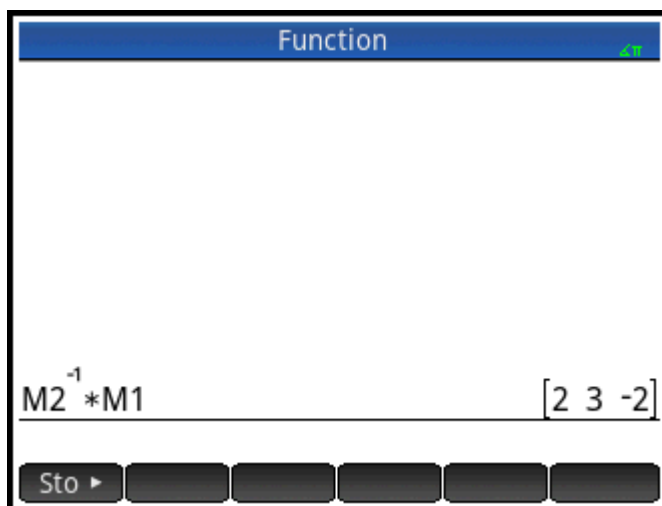 Function
∡π
M2⁻¹*M1
[2 3 -2]
Sto ►